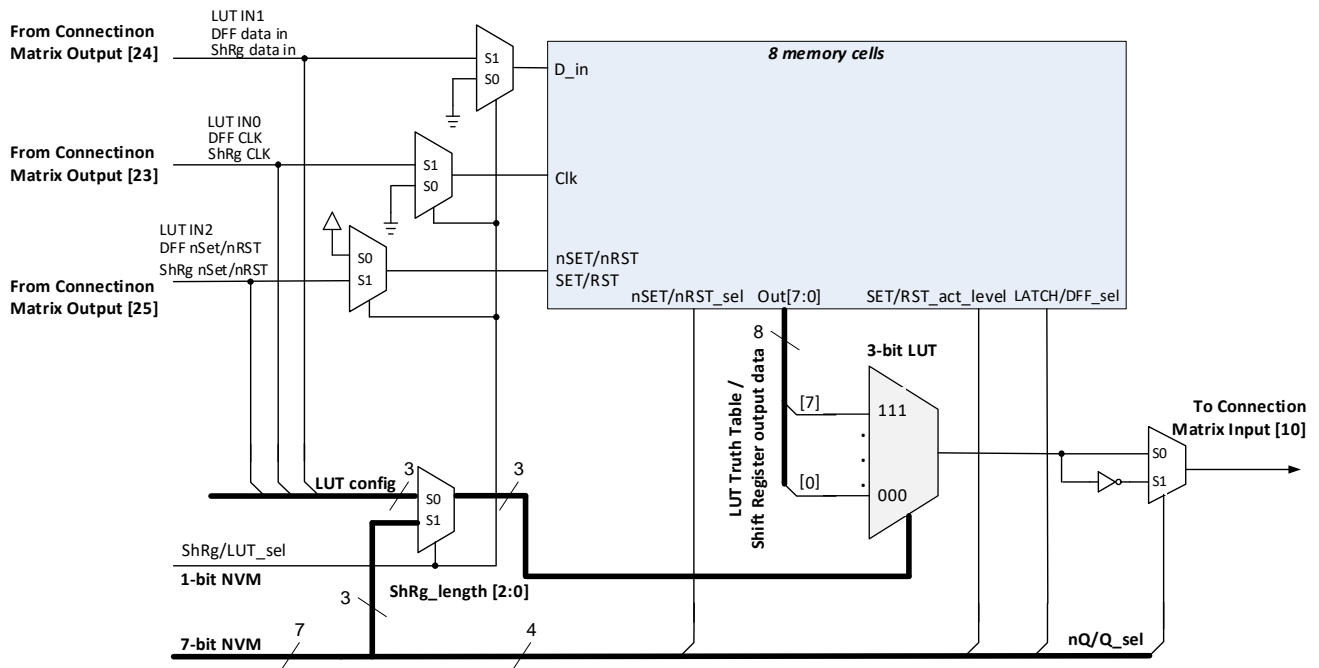 LUT IN1
DFF data in
ShRg data in
From Connectinon
Matrix Output [24]
S1
S0
8 memory cells
D_in
LUT IN0
DFF CLK
ShRg CLK
From Connectinon
Matrix Output [23]
S1
S0
Clk
LUT IN2
DFF nSet/nRST
ShRg nSet/nRST
From Connectinon
Matrix Output [25]
S0
S1
nSET/nRST
SET/RST
nSET/nRST_sel
Out[7:0]
SET/RST_act_level
LATCH/DFF_sel
8
3-bit LUT
LUT Truth Table /
Shift Register output data
[7]
111
[0]
000
To Connection
Matrix Input [10]
S0
S1
LUT config
3
3
S0
S1
ShRg/LUT_sel
1-bit NVM
ShRg_length [2:0]
3
7-bit NVM
7
4
nQ/Q_sel